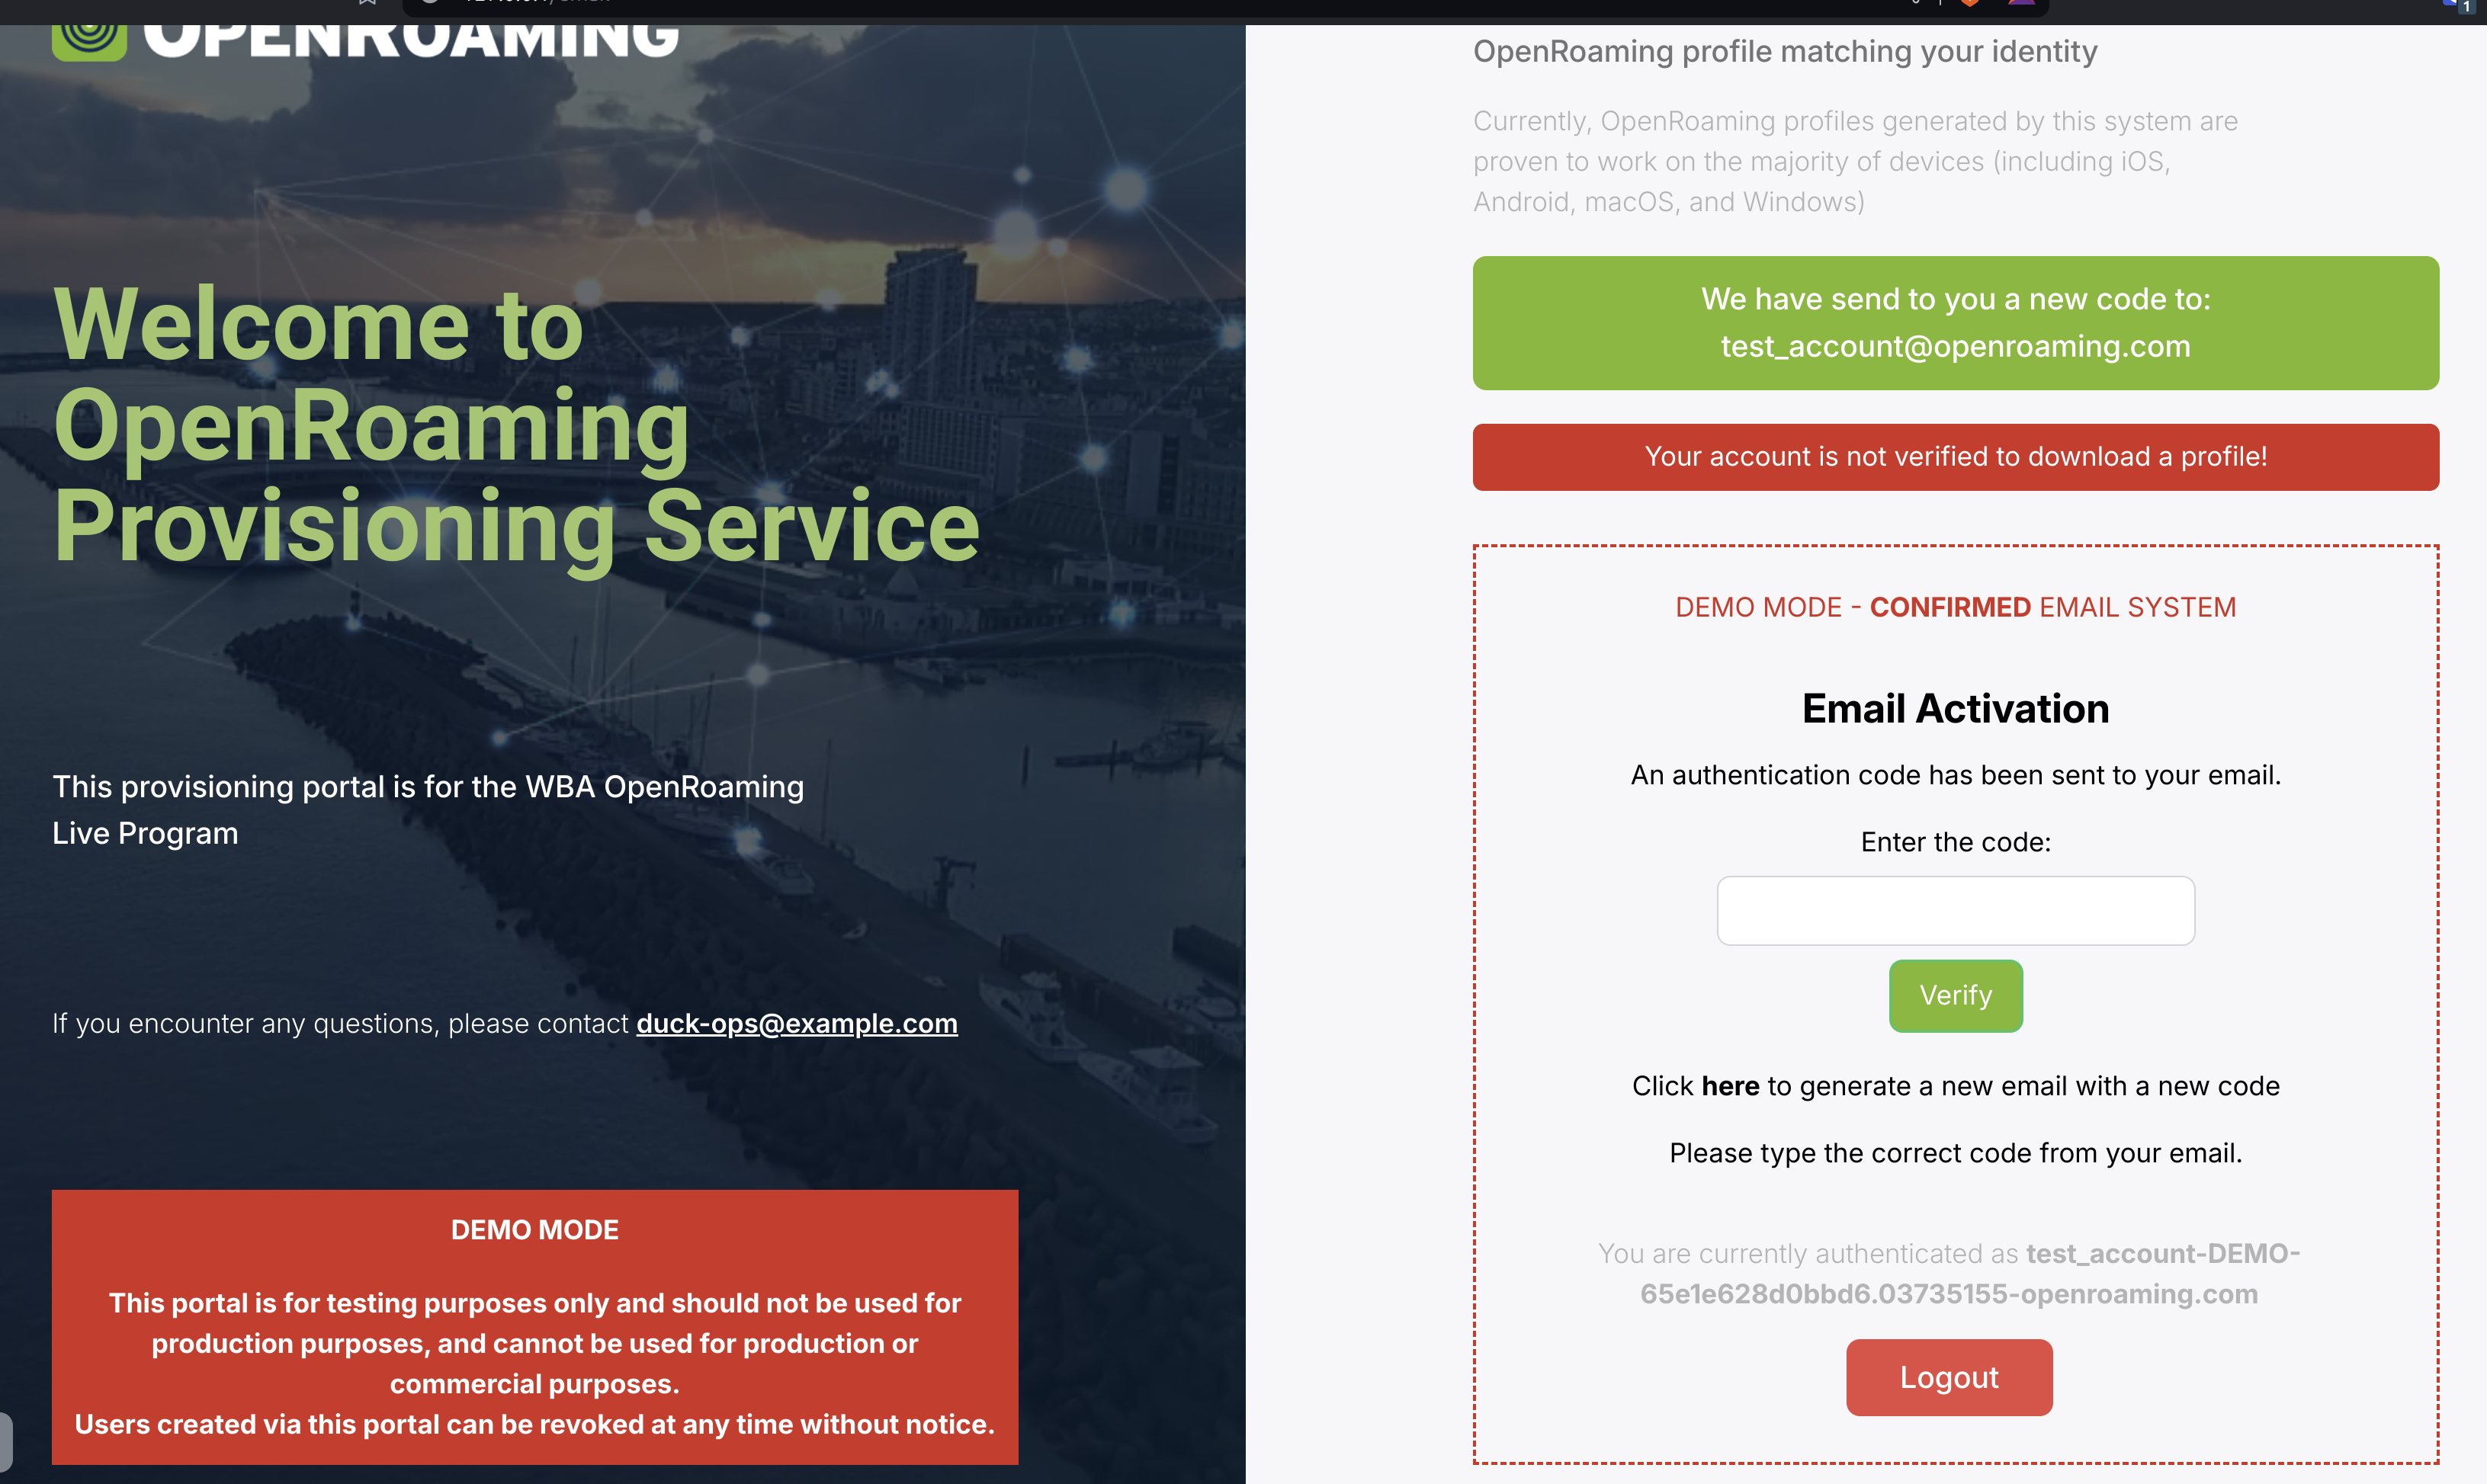 OPENROAMING
Welcome to
OpenRoaming
Provisioning Service
This provisioning portal is for the WBA OpenRoaming
Live Program
If you encounter any questions, please contact duck-ops@example.com
DEMO MODE
This portal is for testing purposes only and should not be used for
production purposes, and cannot be used for production or
commercial purposes.
Users created via this portal can be revoked at any time without notice.
1
OpenRoaming profile matching your identity
Currently, OpenRoaming profiles generated by this system are
proven to work on the majority of devices (including iOS,
Android, macOS, and Windows)
We have send to you a new code to:
test_account@openroaming.com
Your account is not verified to download a profile!
DEMO MODE - CONFIRMED EMAIL SYSTEM
Email Activation
An authentication code has been sent to your email.
Enter the code:
Verify
Click here to generate a new email with a new code
Please type the correct code from your email.
You are currently authenticated as test_account-DEMO-
65e1e628d0bbd6.03735155-openroaming.com
Logout